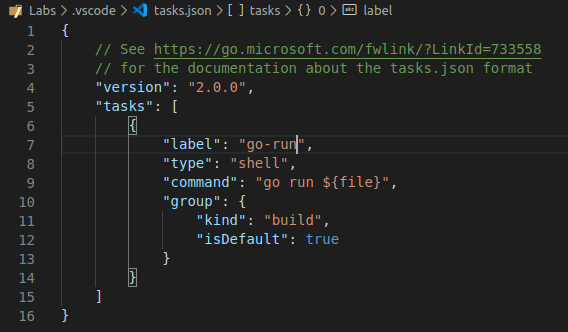 Labs > .vscode > tasks.json > [ ] tasks > { } 0 > abc label
1 {
2     // See https://go.microsoft.com/fwlink/?LinkId=733558
3     // for the documentation about the tasks.json format
4     "version": "2.0.0",
5     "tasks": [
6         {
7             "label": "go-run",
8             "type": "shell",
9             "command": "go run ${file}",
10             "group": {
11                 "kind": "build",
12                 "isDefault": true
13             }
14         }
15     ]
16 }